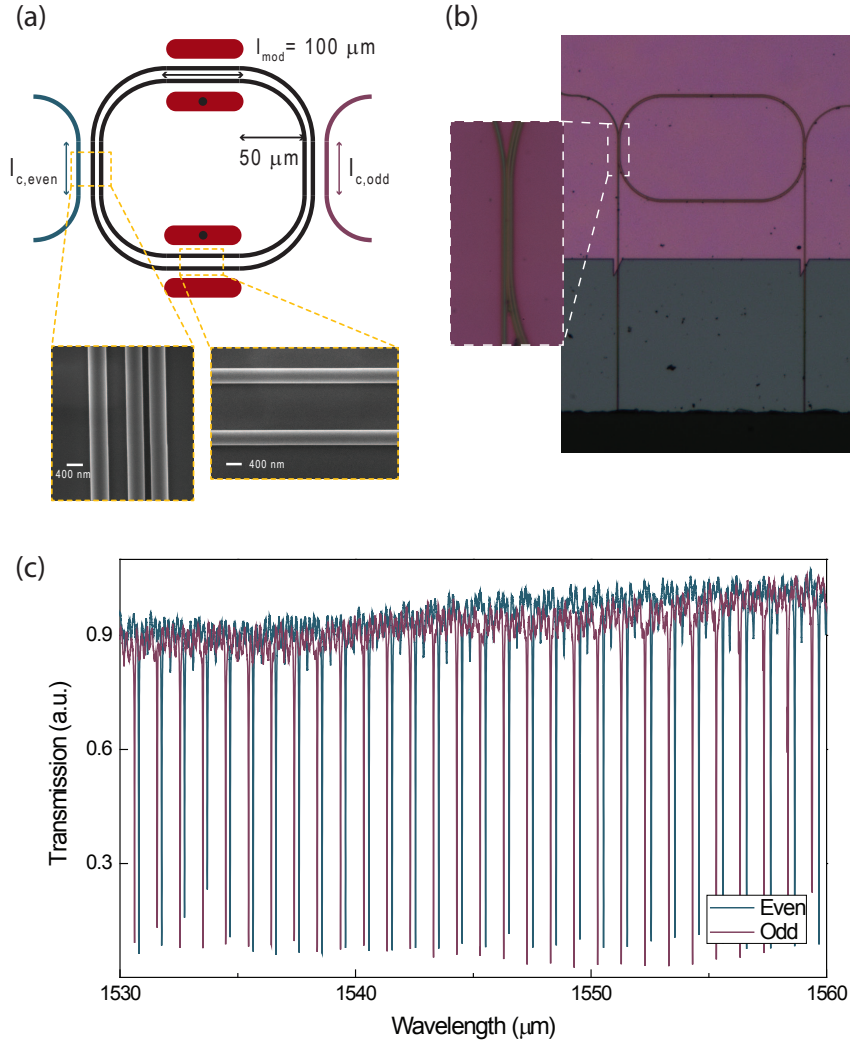 (a)
l_mod = 100 μm
50 μm
l_c,even
l_c,odd
400 nm
400 nm
(b)
(c)
Transmission (a.u.)
0.9
0.6
0.3
Even
Odd
1530
1540
1550
1560
Wavelength (μm)